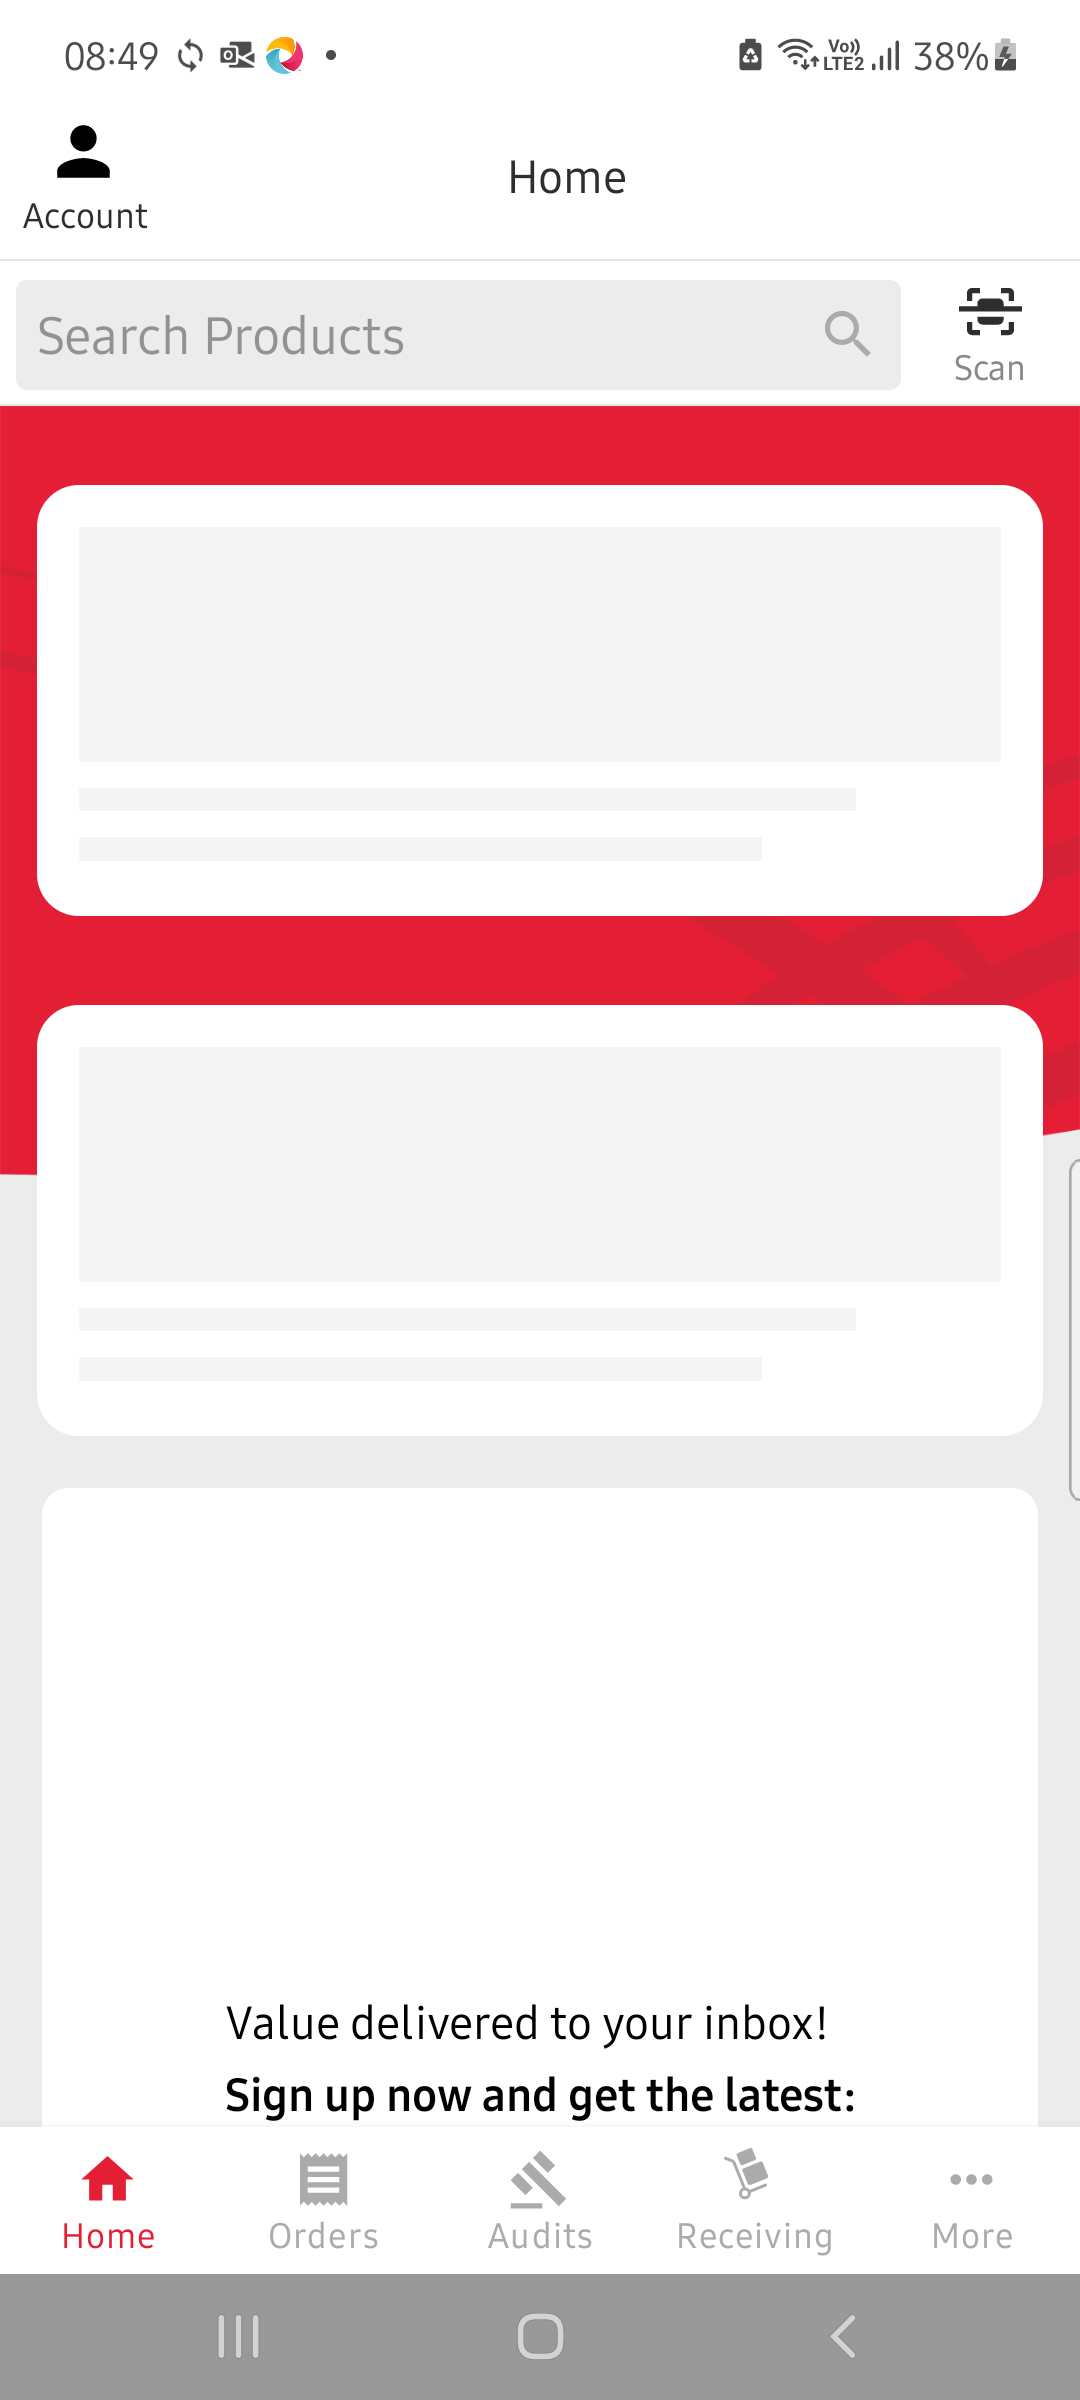 08:49
Vo)) LTE2 38%
Home
Account
Search Products
Scan
Value delivered to your inbox!
Sign up now and get the latest:
Home Orders Audits Receiving More